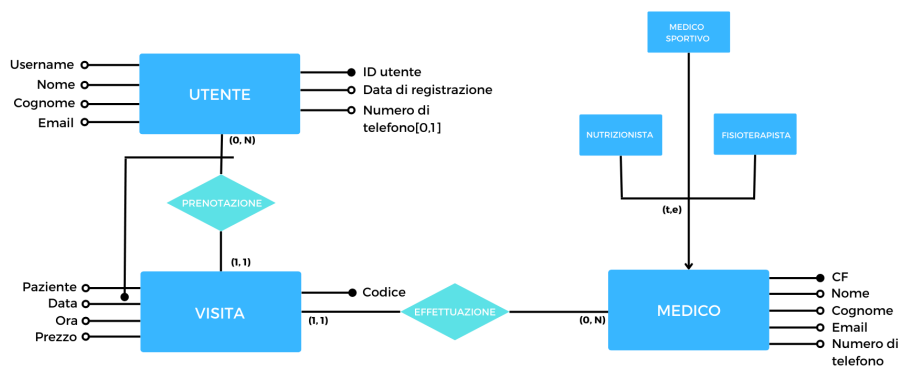 MEDICO
SPORTIVO
Username
Nome
Cognome
Email
UTENTE
ID utente
Data di registrazione
Numero di
telefono[0,1]
(0, N)
NUTRIZIONISTA
FISIOTERAPISTA
PRENOTAZIONE
(t,e)
(1, 1)
Paziente
Data
Ora
Prezzo
VISITA
Codice
(1, 1)
EFFETTUAZIONE
(0, N)
MEDICO
CF
Nome
Cognome
Email
Numero di
telefono